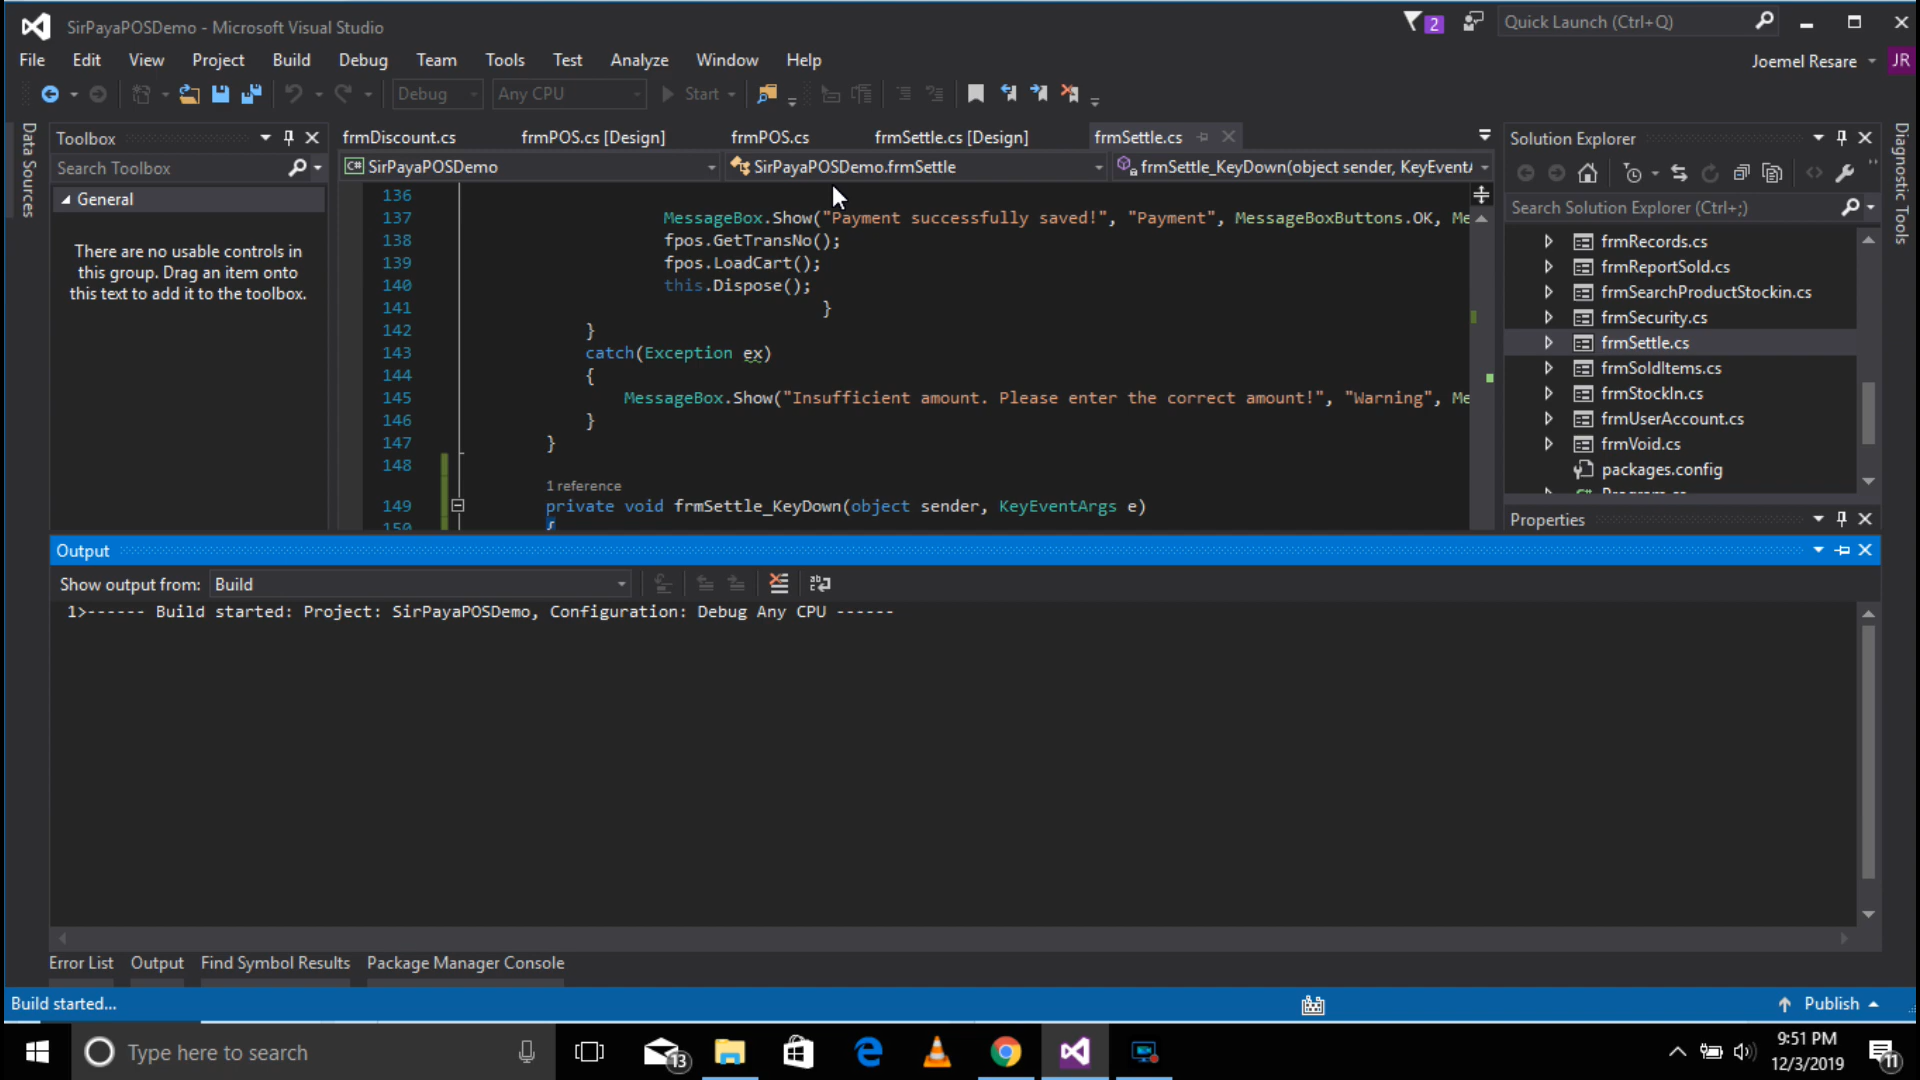 SirPayaPOSDemo - Microsoft Visual Studio
2
Quick Launch (Ctrl+Q)
File Edit View Project Build Debug Team Tools Test Analyze Window Help
Joemel Resare JR
Debug Any CPU Start
Data Sources
Toolbox
Search Toolbox
General
There are no usable controls in
this group. Drag an item onto
this text to add it to the toolbox.
frmDiscount.cs frmPOS.cs [Design] frmPOS.cs frmSettle.cs [Design] frmSettle.cs
C# SirPayaPOSDemo SirPayaPOSDemo.frmSettle frmSettle_KeyDown(object sender, KeyEventA
136
137 MessageBox.Show("Payment successfully saved!", "Payment", MessageBoxButtons.OK, Me
138 fpos.GetTransNo();
139 fpos.LoadCart();
140 this.Dispose();
141 }
142 }
143 catch(Exception ex)
144 {
145 MessageBox.Show("Insufficient amount. Please enter the correct amount!", "Warning", Me
146 }
147 }
148
1 reference
149 private void frmSettle_KeyDown(object sender, KeyEventArgs e)
150 {
Solution Explorer
Search Solution Explorer (Ctrl+;)
frmRecords.cs
frmReportSold.cs
frmSearchProductStockin.cs
frmSecurity.cs
frmSettle.cs
frmSoldItems.cs
frmStockIn.cs
frmUserAccount.cs
frmVoid.cs
packages.config
C# Program.cs
Properties
Diagnostic Tools
Output
Show output from: Build
1>------ Build started: Project: SirPayaPOSDemo, Configuration: Debug Any CPU ------
Error List Output Find Symbol Results Package Manager Console
Build started... Publish
Type here to search
13
9:51 PM
12/3/2019
11